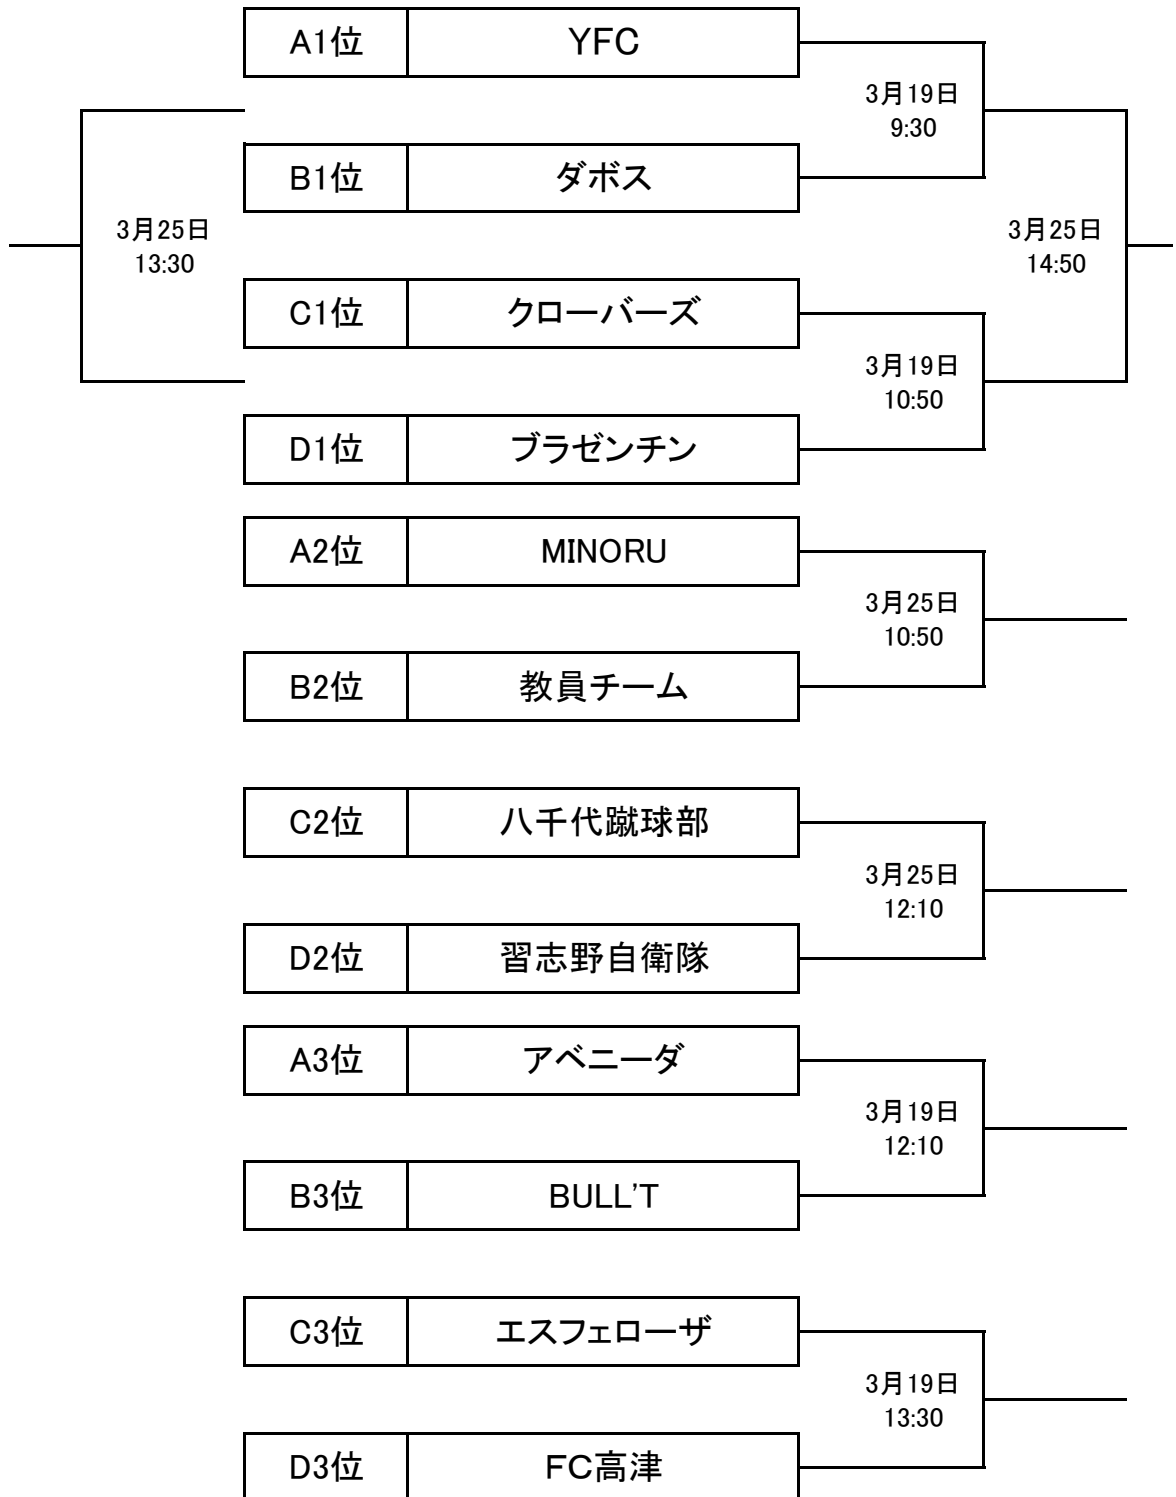 A1位 YFC
3月19日
9:30
B1位 ダボス
3月25日
13:30
3月25日
14:50
C1位 クローバーズ
3月19日
10:50
D1位 ブラゼンチン
A2位 MINORU
3月25日
10:50
B2位 教員チーム
C2位 八千代蹴球部
3月25日
12:10
D2位 習志野自衛隊
A3位 アベニーダ
3月19日
12:10
B3位 BULL'T
C3位 エスフェローザ
3月19日
13:30
D3位 FC高津